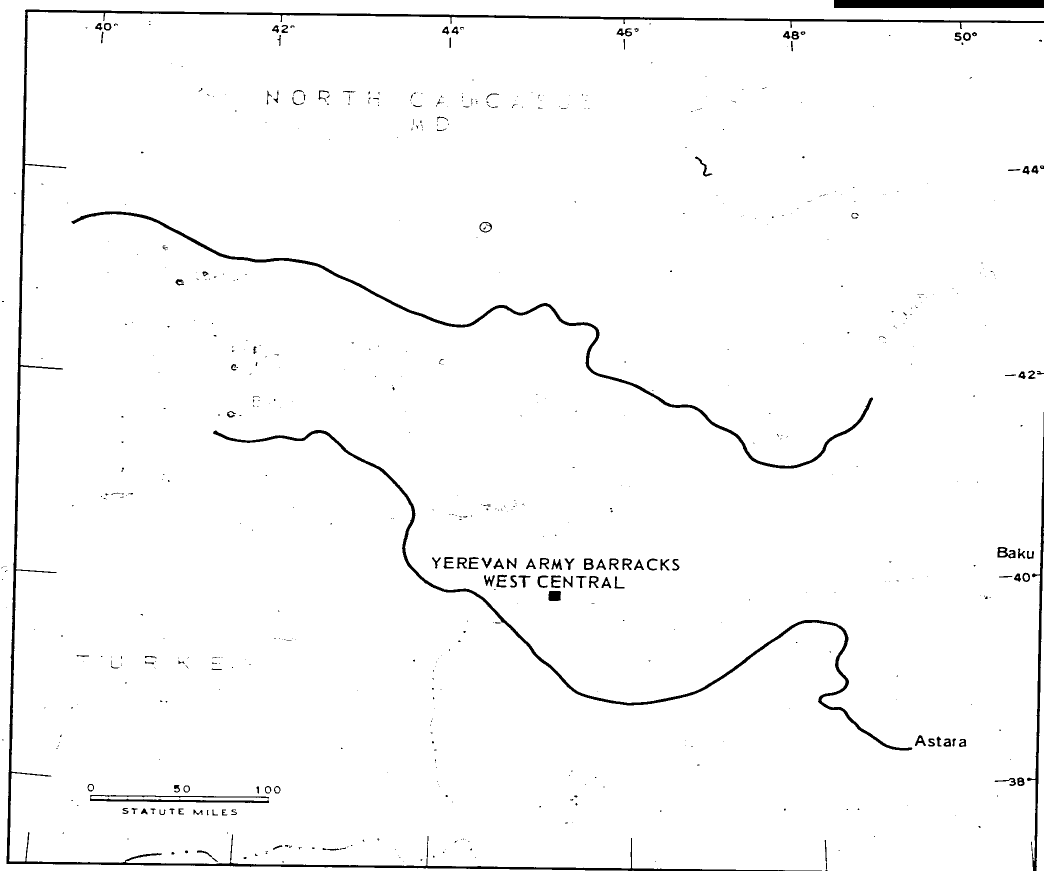 40° 42° 44° 46° 48° 50°
NORTH CAUCASUS
MD
44°
42°
YEREVAN ARMY BARRACKS
WEST CENTRAL
Baku
40°
TURKEY
Astara
38°
0 50 100
STATUTE MILES